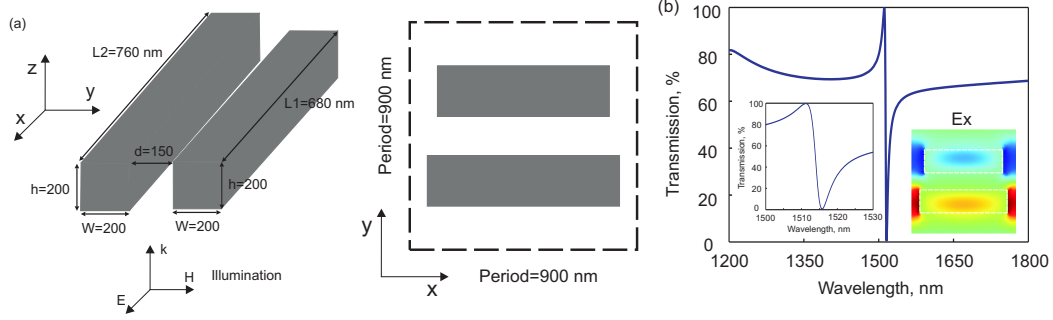 (a)
L2=760 nm
L1=680 nm
z
y
x
d=150
h=200
h=200
W=200
W=200
k
H
E
Illumination
Period=900 nm
Period=900 nm
y
x
(b)
Transmission, %
100
80
60
40
20
0
1200
1350
1500
1650
1800
Wavelength, nm
Transmission, %
100
80
60
40
20
0
1500
1510
1520
1530
Wavelength, nm
Ex